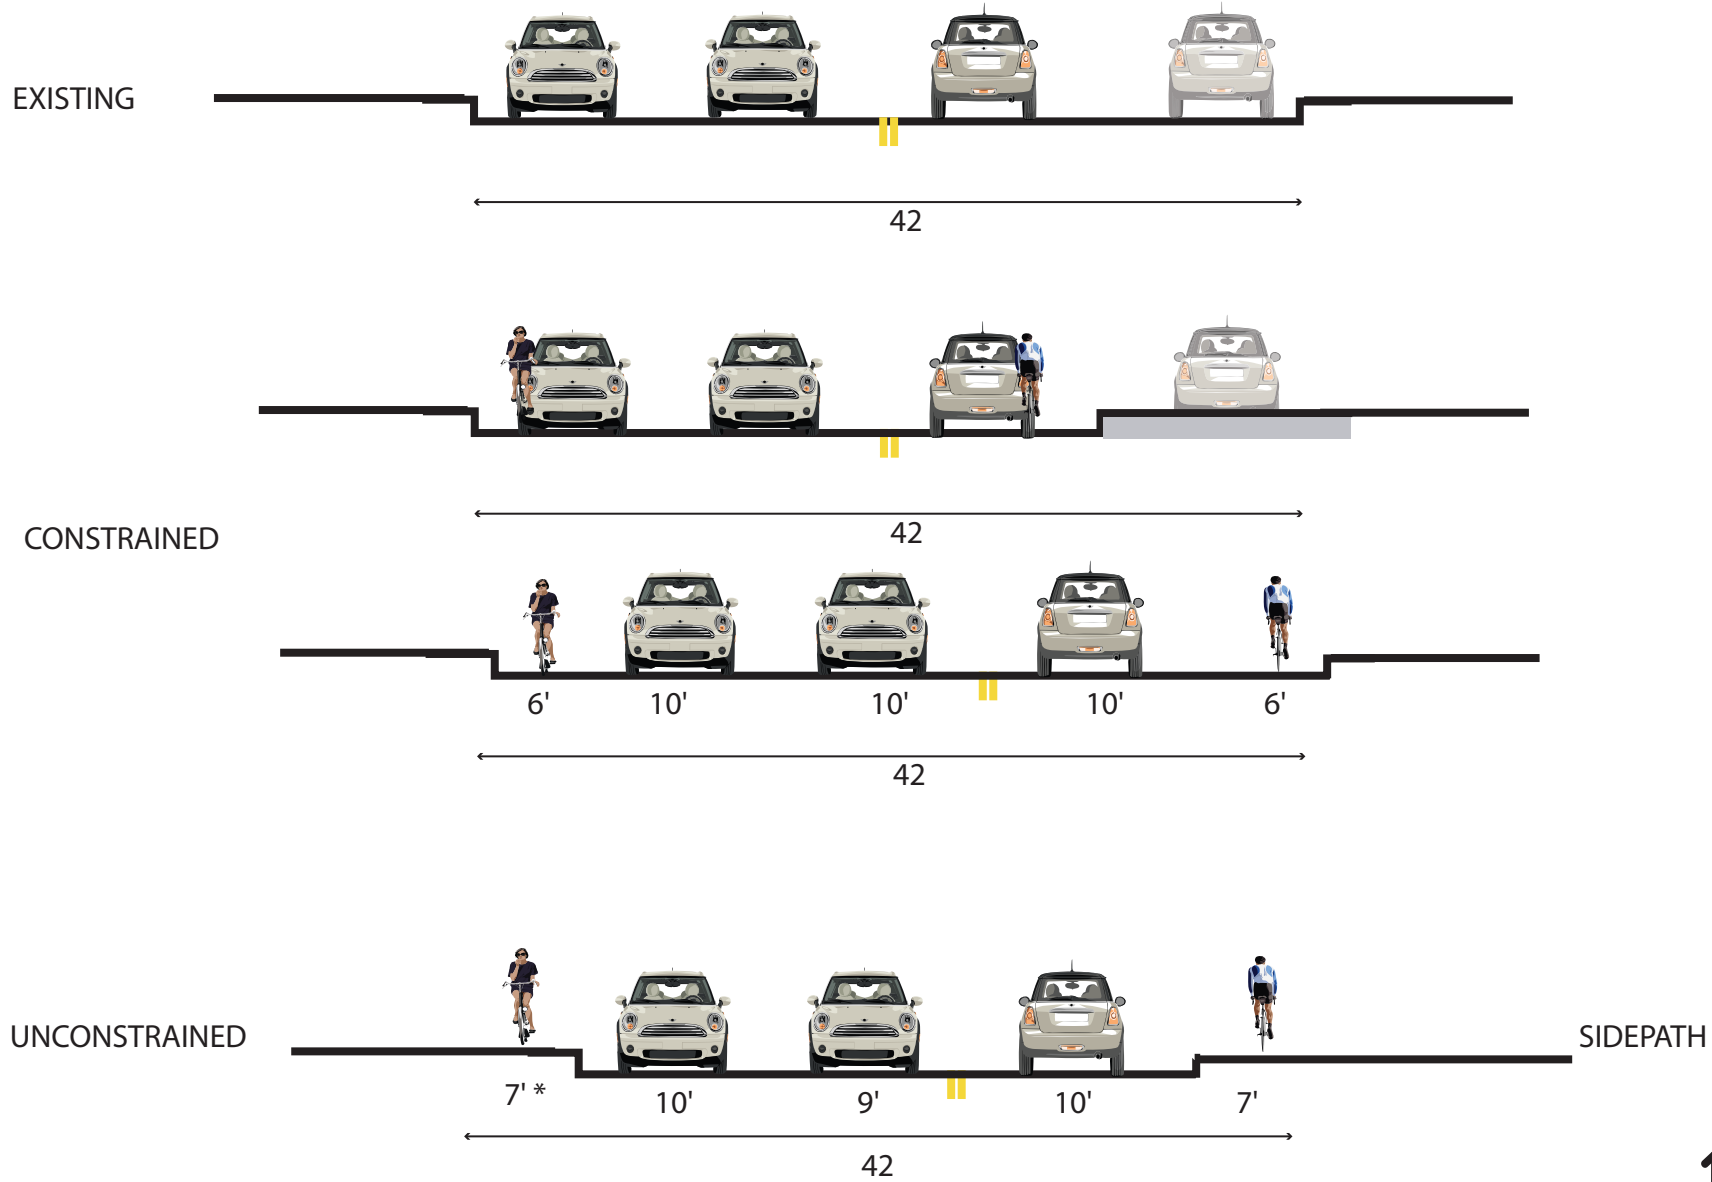 EXISTING
42
42
CONSTRAINED
6' 10' 10' 10' 6'
42
UNCONSTRAINED
SIDEPATH
7' * 10' 9' 10' 7'
42